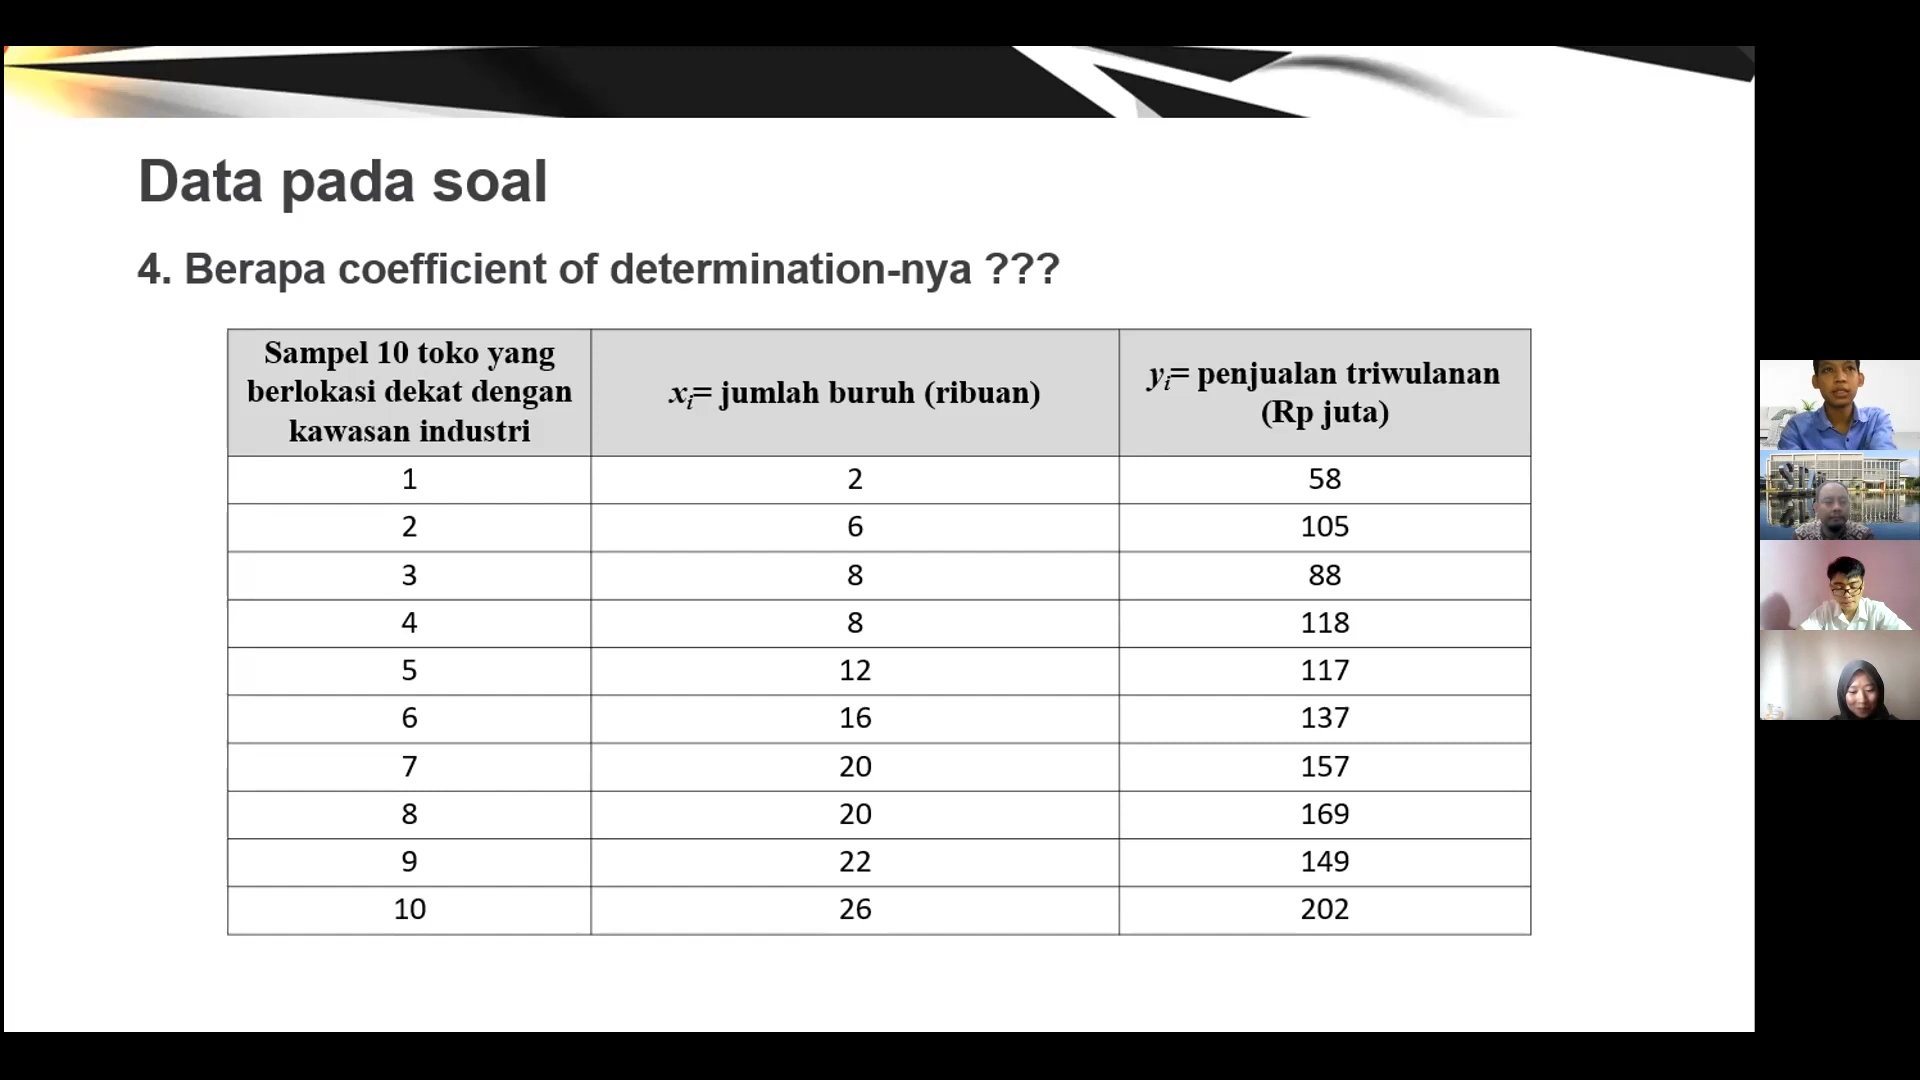 Data pada soal
4. Berapa coefficient of determination-nya ???
Sampel 10 toko yang
berlokasi dekat dengan
kawasan industri
xi= jumlah buruh (ribuan)
yi= penjualan triwulanan
(Rp juta)
1 2 58
2 6 105
3 8 88
4 8 118
5 12 117
6 16 137
7 20 157
8 20 169
9 22 149
10 26 202